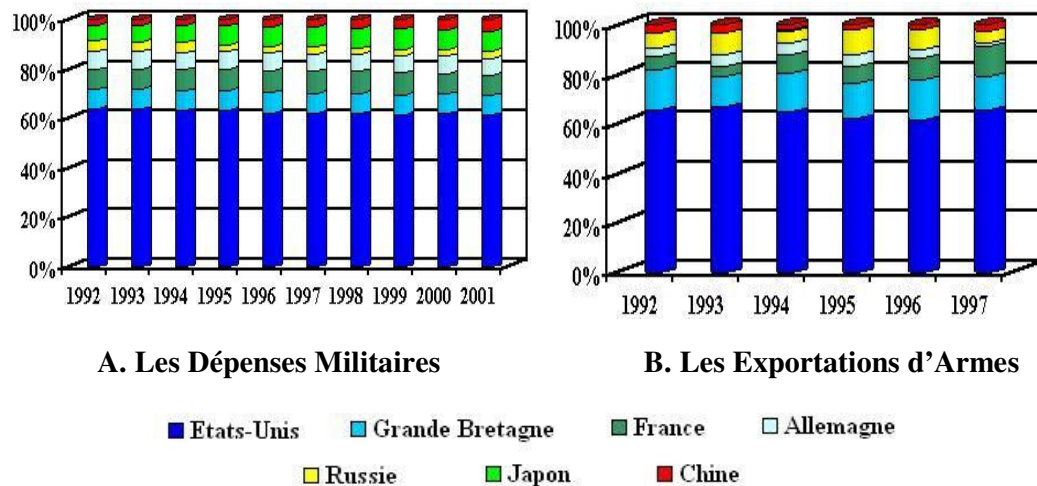 100%
80%
60%
40%
20%
0%
1992 1993 1994 1995 1996 1997 1998 1999 2000 2001
A. Les Dépenses Militaires
100%
80%
60%
40%
20%
0%
1992 1993 1994 1995 1996 1997
B. Les Exportations d’Armes
Etats-Unis Grande Bretagne France Allemagne
Russie Japon Chine